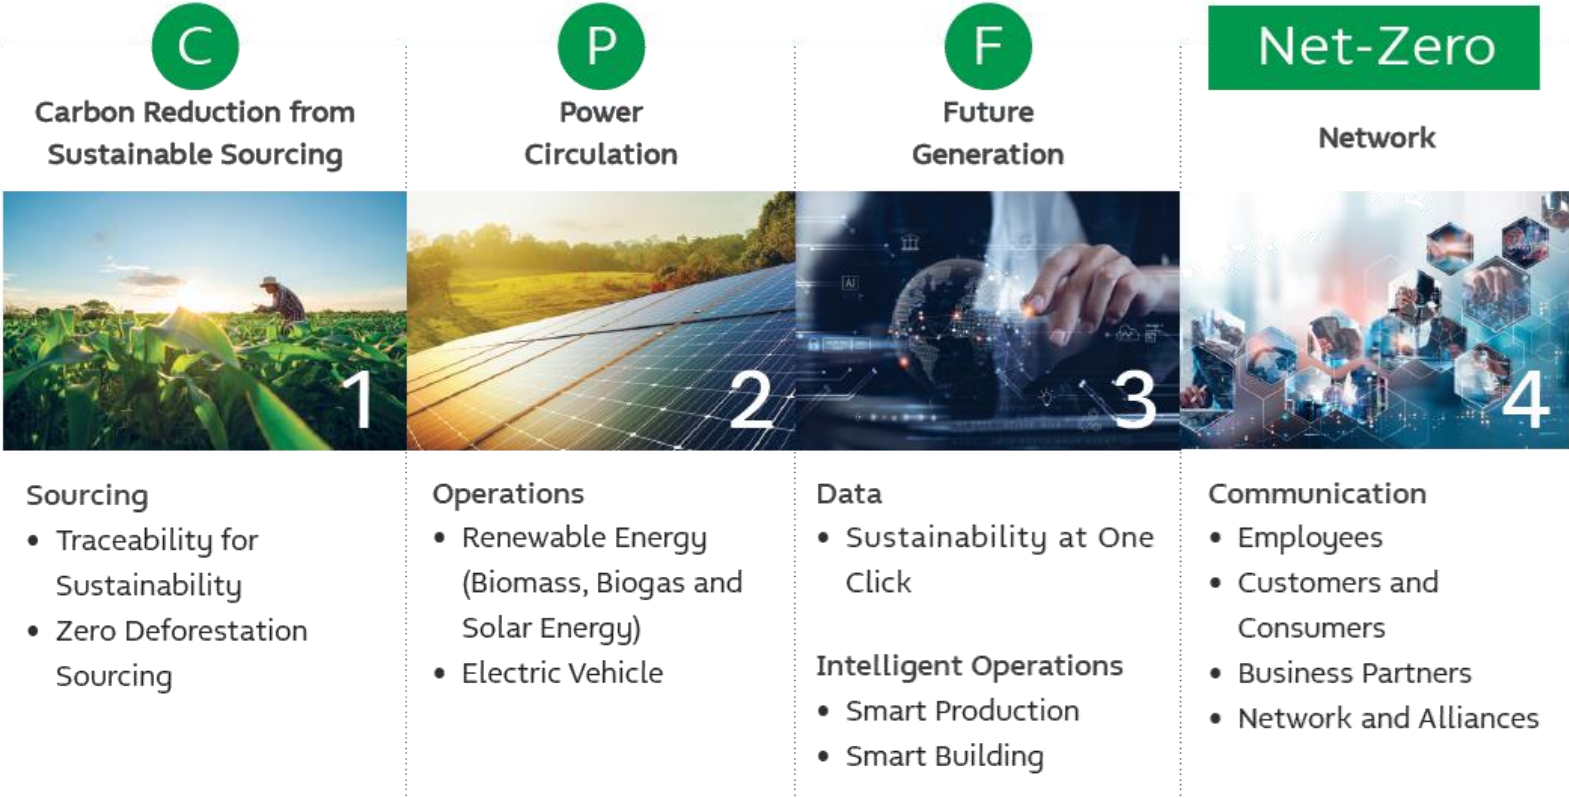 C
Carbon Reduction from
Sustainable Sourcing
1
Sourcing
• Traceability for
Sustainability
• Zero Deforestation
Sourcing
P
Power
Circulation
2
Operations
• Renewable Energy
(Biomass, Biogas and
Solar Energy)
• Electric Vehicle
F
Future
Generation
AI
3
Data
• Sustainability at One
Click
Intelligent Operations
• Smart Production
• Smart Building
Net-Zero
Network
4
Communication
• Employees
• Customers and
Consumers
• Business Partners
• Network and Alliances